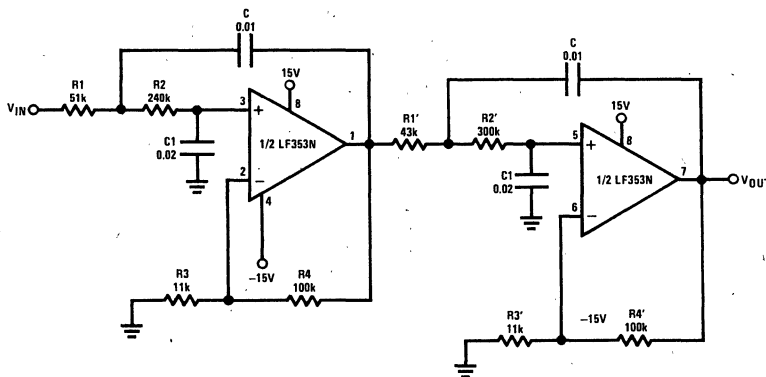 C
0.01
R1
51k
R2
240k
15V
8
3
+
VIN
1/2 LF353N
1
C1
0.02
2
−
4
−15V
R3
11k
R4
100k
C
0.01
R1'
43k
R2'
300k
15V
8
5
+
1/2 LF353N
7
VOUT
C1
0.02
6
−
R3'
11k
−15V
R4'
100k